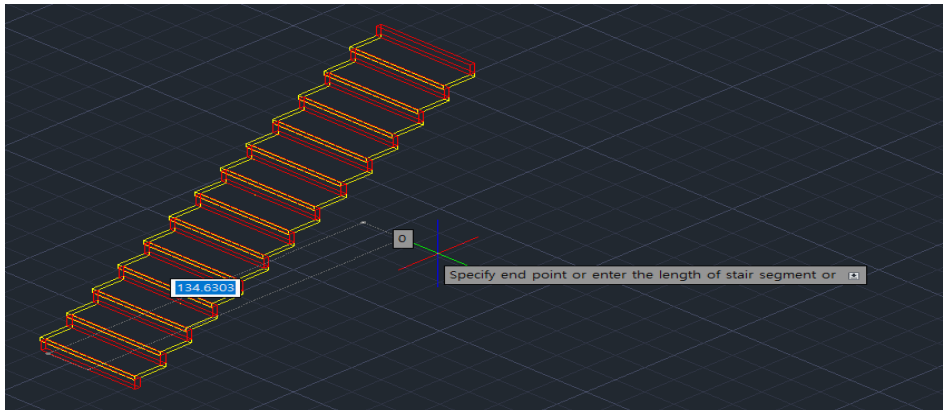 0
Specify end point or enter the length of stair segment or
134.6303